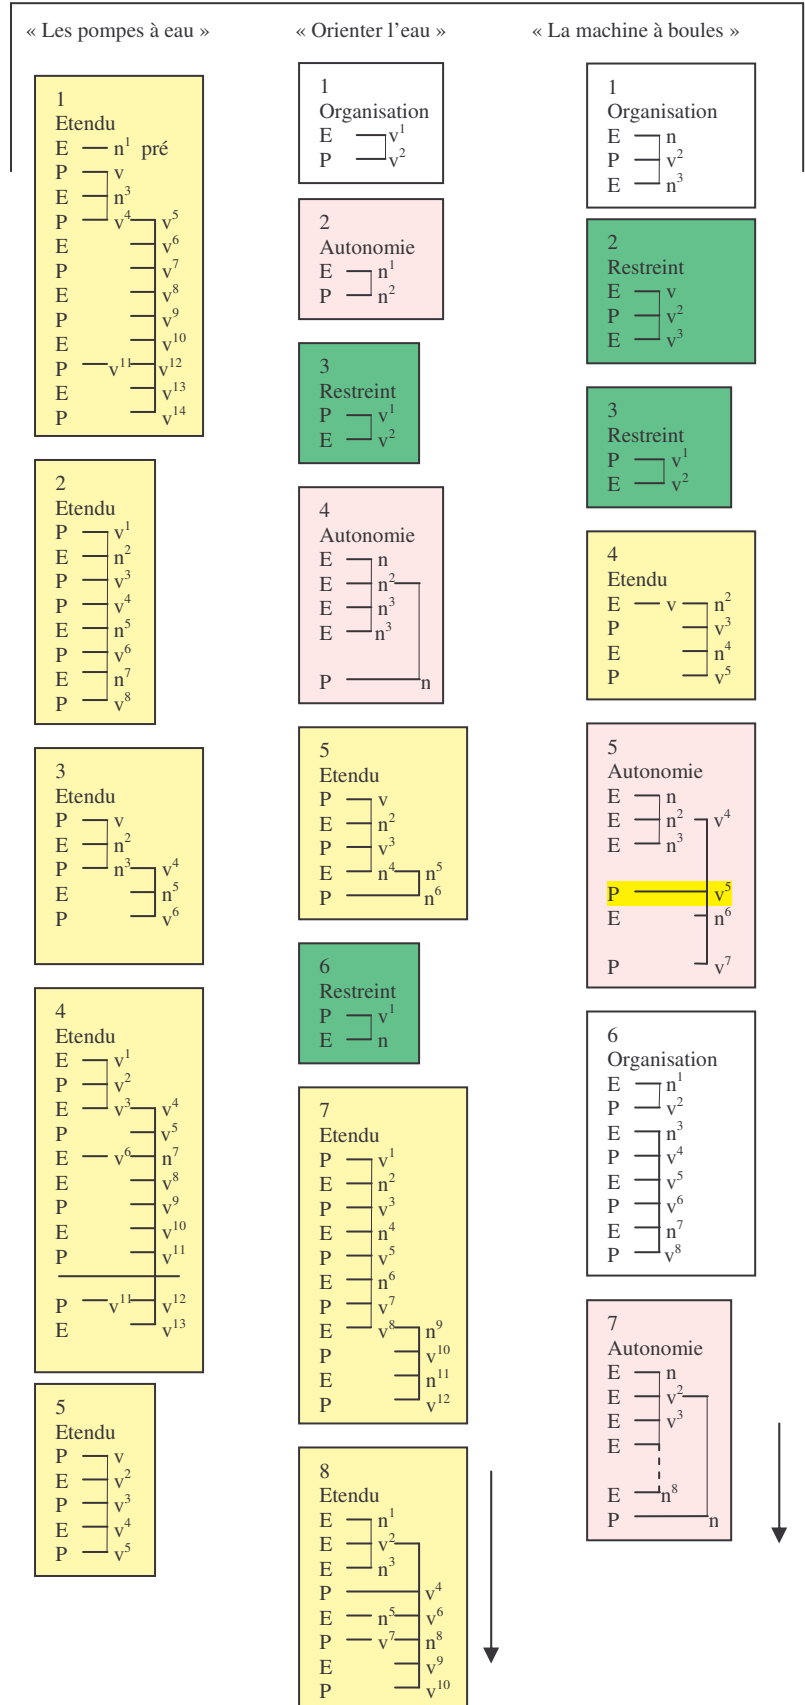 « Les pompes à eau »
1
Etendu
E n¹ pré
P v
E n³
P v⁴ v⁵
E v⁶
P v⁷
E v⁸
P v⁹
E v¹⁰
P v¹¹ v¹²
E v¹³
P v¹⁴
2
Etendu
P v¹
E n²
P v³
P v⁴
E n⁵
P v⁶
E n⁷
P v⁸
3
Etendu
P v
E n²
P n³ v⁴
E n⁵
P v⁶
4
Etendu
E v¹
P v²
E v³ v⁴
P v⁵
E v⁶ n⁷
E v⁸
P v⁹
E v¹⁰
P v¹¹
P v¹¹ v¹²
E v¹³
5
Etendu
P v
E v²
P v³
E v⁴
P v⁵
« Orienter l’eau »
1
Organisation
E v¹
P v²
2
Autonomie
E n¹
P n²
3
Restreint
P v¹
E v²
4
Autonomie
E n
E n²
E n³
E n³
P n
5
Etendu
P v
E n²
P v³
E n⁴ n⁵
P n⁶
6
Restreint
P v¹
E n
7
Etendu
P v¹
E n²
P v³
E n⁴
P v⁵
E n⁶
P v⁷
E v⁸ n⁹
P v¹⁰
E n¹¹
P v¹²
8
Etendu
E n¹
E v²
E n³
P v⁴
E n⁵ v⁶
P v⁷ n⁸
E v⁹
P v¹⁰
« La machine à boules »
1
Organisation
E n
P v²
E n³
2
Restreint
E v
P v²
E v³
3
Restreint
P v¹
E v²
4
Etendu
E v n²
P v³
E n⁴
P v⁵
5
Autonomie
E n
E n² v⁴
E n³
P v⁵
E n⁶
P v⁷
6
Organisation
E n¹
P v²
E n³
P v⁴
E v⁵
P v⁶
E n⁷
P v⁸
7
Autonomie
E n
E v²
E v³
E
E n⁸
P n